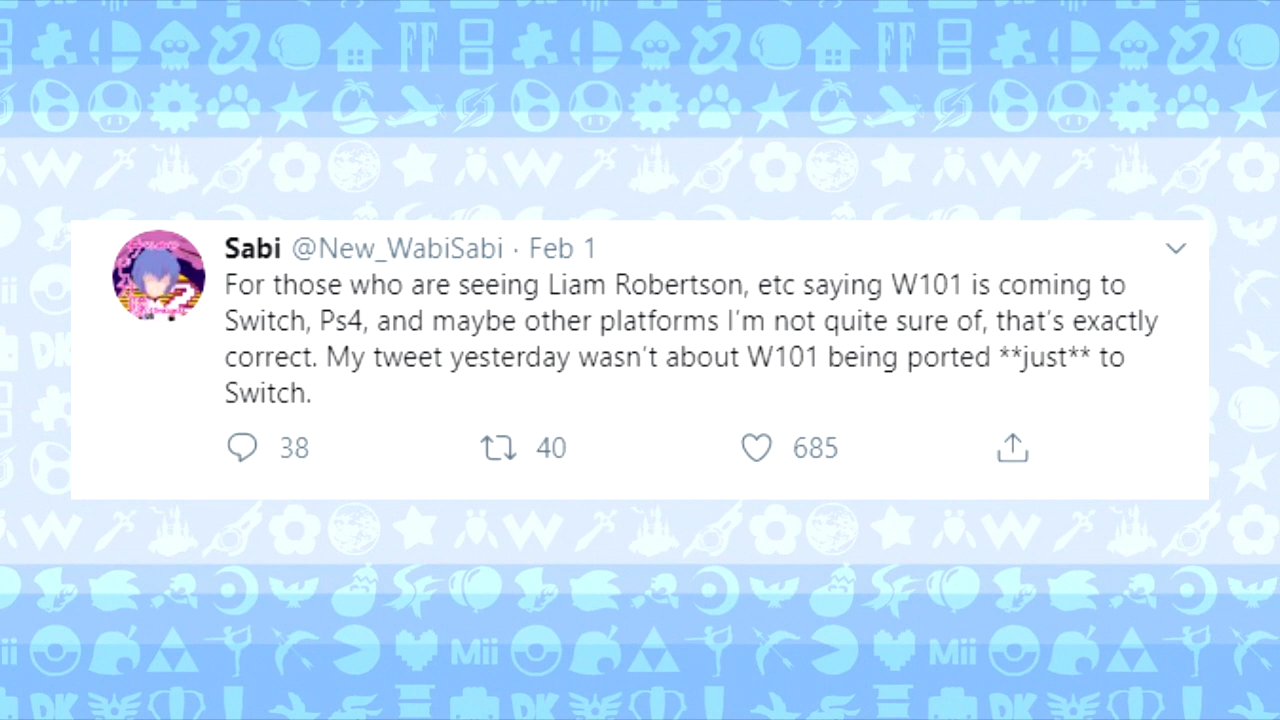 Sabi @New_WabiSabi · Feb 1
For those who are seeing Liam Robertson, etc saying W101 is coming to
Switch, Ps4, and maybe other platforms I'm not quite sure of, that's exactly
correct. My tweet yesterday wasn't about W101 being ported **just** to
Switch.
38 40 685